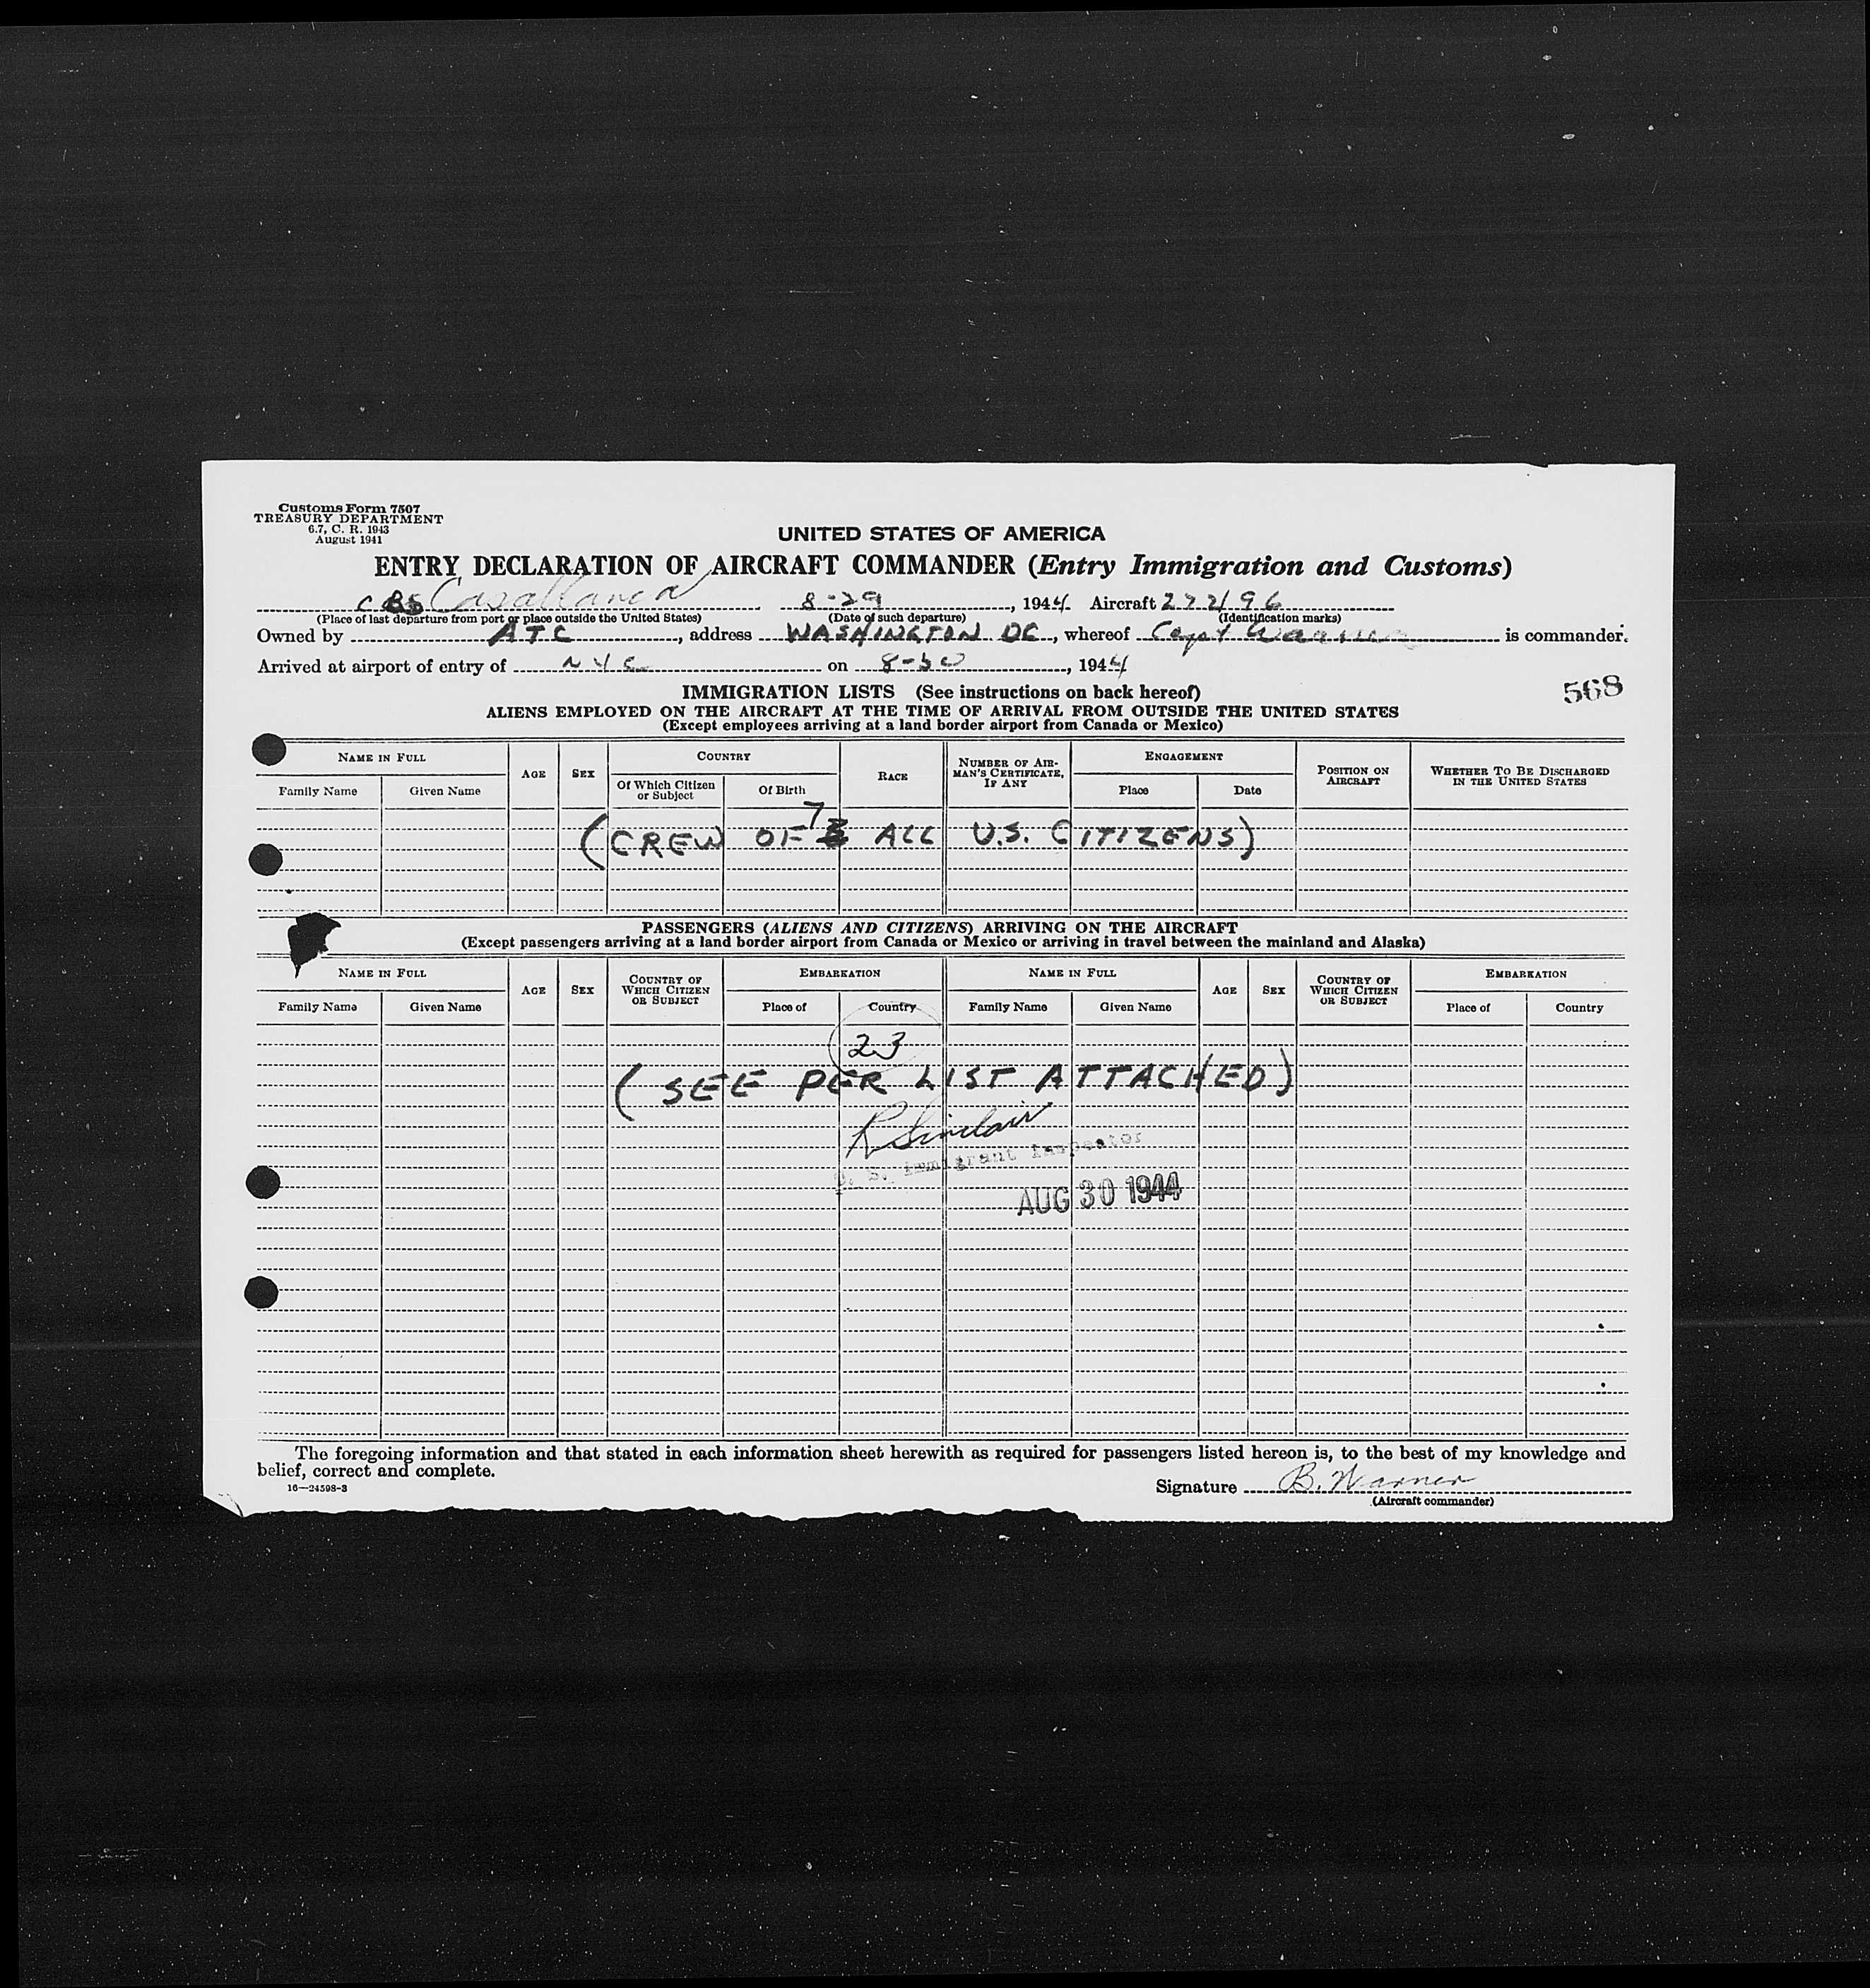 Customs Form 7507
TREASURY DEPARTMENT
6.7, C. R. 1943
August 1941
UNITED STATES OF AMERICA
ENTRY DECLARATION OF AIRCRAFT COMMANDER (Entry Immigration and Customs)
Casablanca 8-29, 1944 Aircraft 272196
(Place of last departure from port or place outside the United States) (Date of such departure) (Identification marks)
Owned by ATC, address WASHINGTON DC, whereof Capt Warner is commander.
Arrived at airport of entry of NYC on 8-30, 1944
568
IMMIGRATION LISTS (See instructions on back hereof)
ALIENS EMPLOYED ON THE AIRCRAFT AT THE TIME OF ARRIVAL FROM OUTSIDE THE UNITED STATES
(Except employees arriving at a land border airport from Canada or Mexico)
NAME IN FULL AGE SEX COUNTRY RACE NUMBER OF AIRMAN'S CERTIFICATE, IF ANY ENGAGEMENT POSITION ON AIRCRAFT WHETHER TO BE DISCHARGED IN THE UNITED STATES
Family Name Given Name Of Which Citizen or Subject Of Birth Place Date
(CREW OF 7 ALL U.S. CITIZENS)
PASSENGERS (ALIENS AND CITIZENS) ARRIVING ON THE AIRCRAFT
(Except passengers arriving at a land border airport from Canada or Mexico or arriving in travel between the mainland and Alaska)
NAME IN FULL AGE SEX COUNTRY OF WHICH CITIZEN OR SUBJECT EMBARKATION NAME IN FULL AGE SEX COUNTRY OF WHICH CITIZEN OR SUBJECT EMBARKATION
Family Name Given Name Place of Country Family Name Given Name Place of Country
23
(SEE PER LIST ATTACHED)
R Sinclair
U. S. Immigrant Inspector
AUG 30 1944
The foregoing information and that stated in each information sheet herewith as required for passengers listed hereon is, to the best of my knowledge and
belief, correct and complete.
16—24598-3
Signature B. Warner
(Aircraft commander)